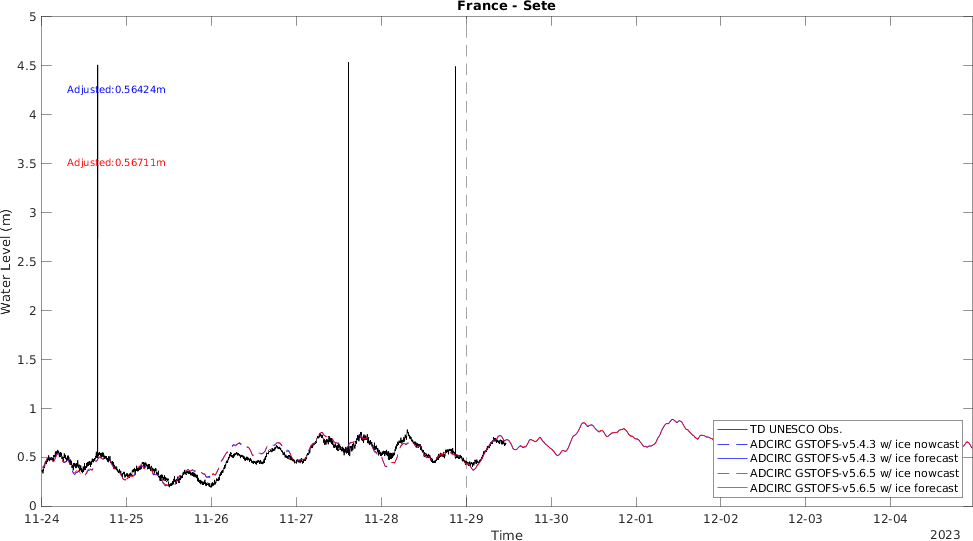 France - Sete
5
4.5
4
3.5
3
2.5
2
1.5
1
0.5
0
Water Level (m)
Adjusted:0.56424m
Adjusted:0.56711m
TD UNESCO Obs.
ADCIRC GSTOFS-v5.4.3 w/ ice nowcast
ADCIRC GSTOFS-v5.4.3 w/ ice forecast
ADCIRC GSTOFS-v5.6.5 w/ ice nowcast
ADCIRC GSTOFS-v5.6.5 w/ ice forecast
11-24 11-25 11-26 11-27 11-28 11-29 11-30 12-01 12-02 12-03 12-04
Time
2023